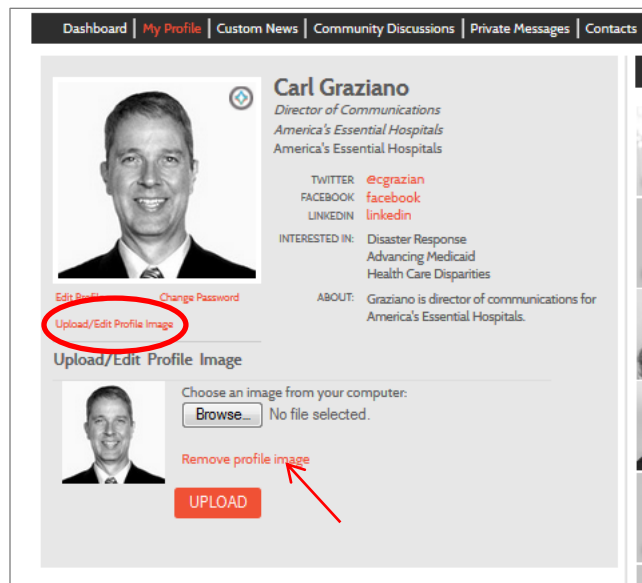 Dashboard | My Profile | Custom News | Community Discussions | Private Messages | Contacts
Carl Graziano
Director of Communications
America's Essential Hospitals
America's Essential Hospitals
TWITTER @cgrazian
FACEBOOK facebook
LINKEDIN linkedin
INTERESTED IN: Disaster Response
Advancing Medicaid
Health Care Disparities
ABOUT: Graziano is director of communications for
America's Essential Hospitals.
Edit Profile Change Password
Upload/Edit Profile Image
Upload/Edit Profile Image
Choose an image from your computer:
Browse... No file selected.
Remove profile image
UPLOAD